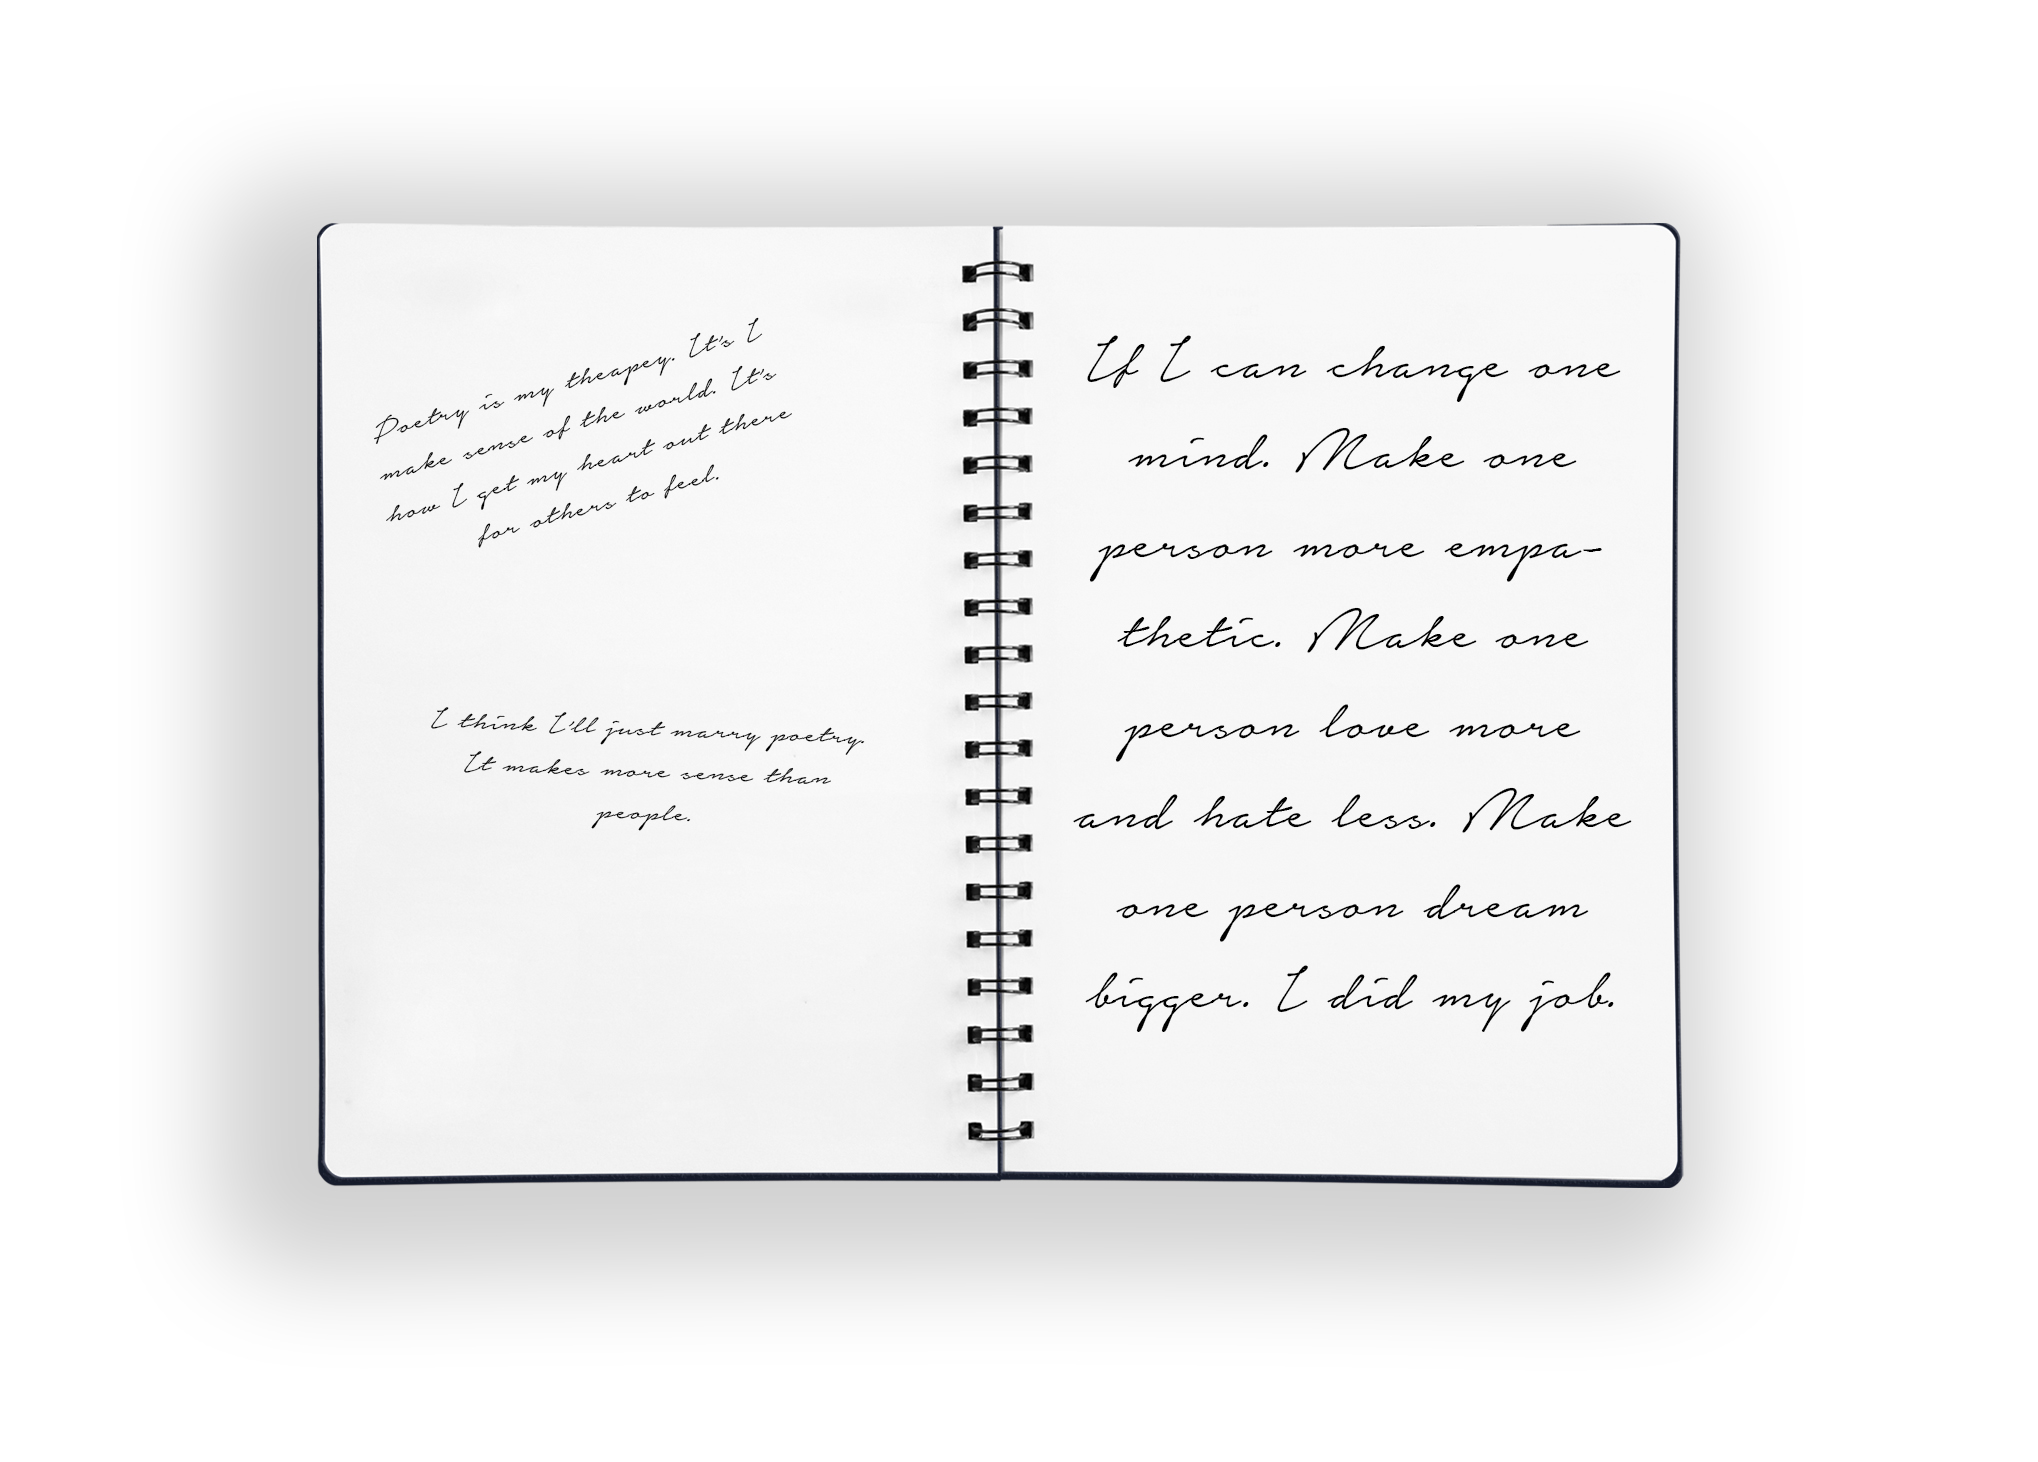 Poetry is my theapey. It's I
make sense of the world. It's
how I get my heart out there
for others to feel.
I think I'll just marry poetry.
It makes more sense than
people.
If I can change one
mind. Make one
person more empa-
thetic. Make one
person love more
and hate less. Make
one person dream
bigger. I did my job.